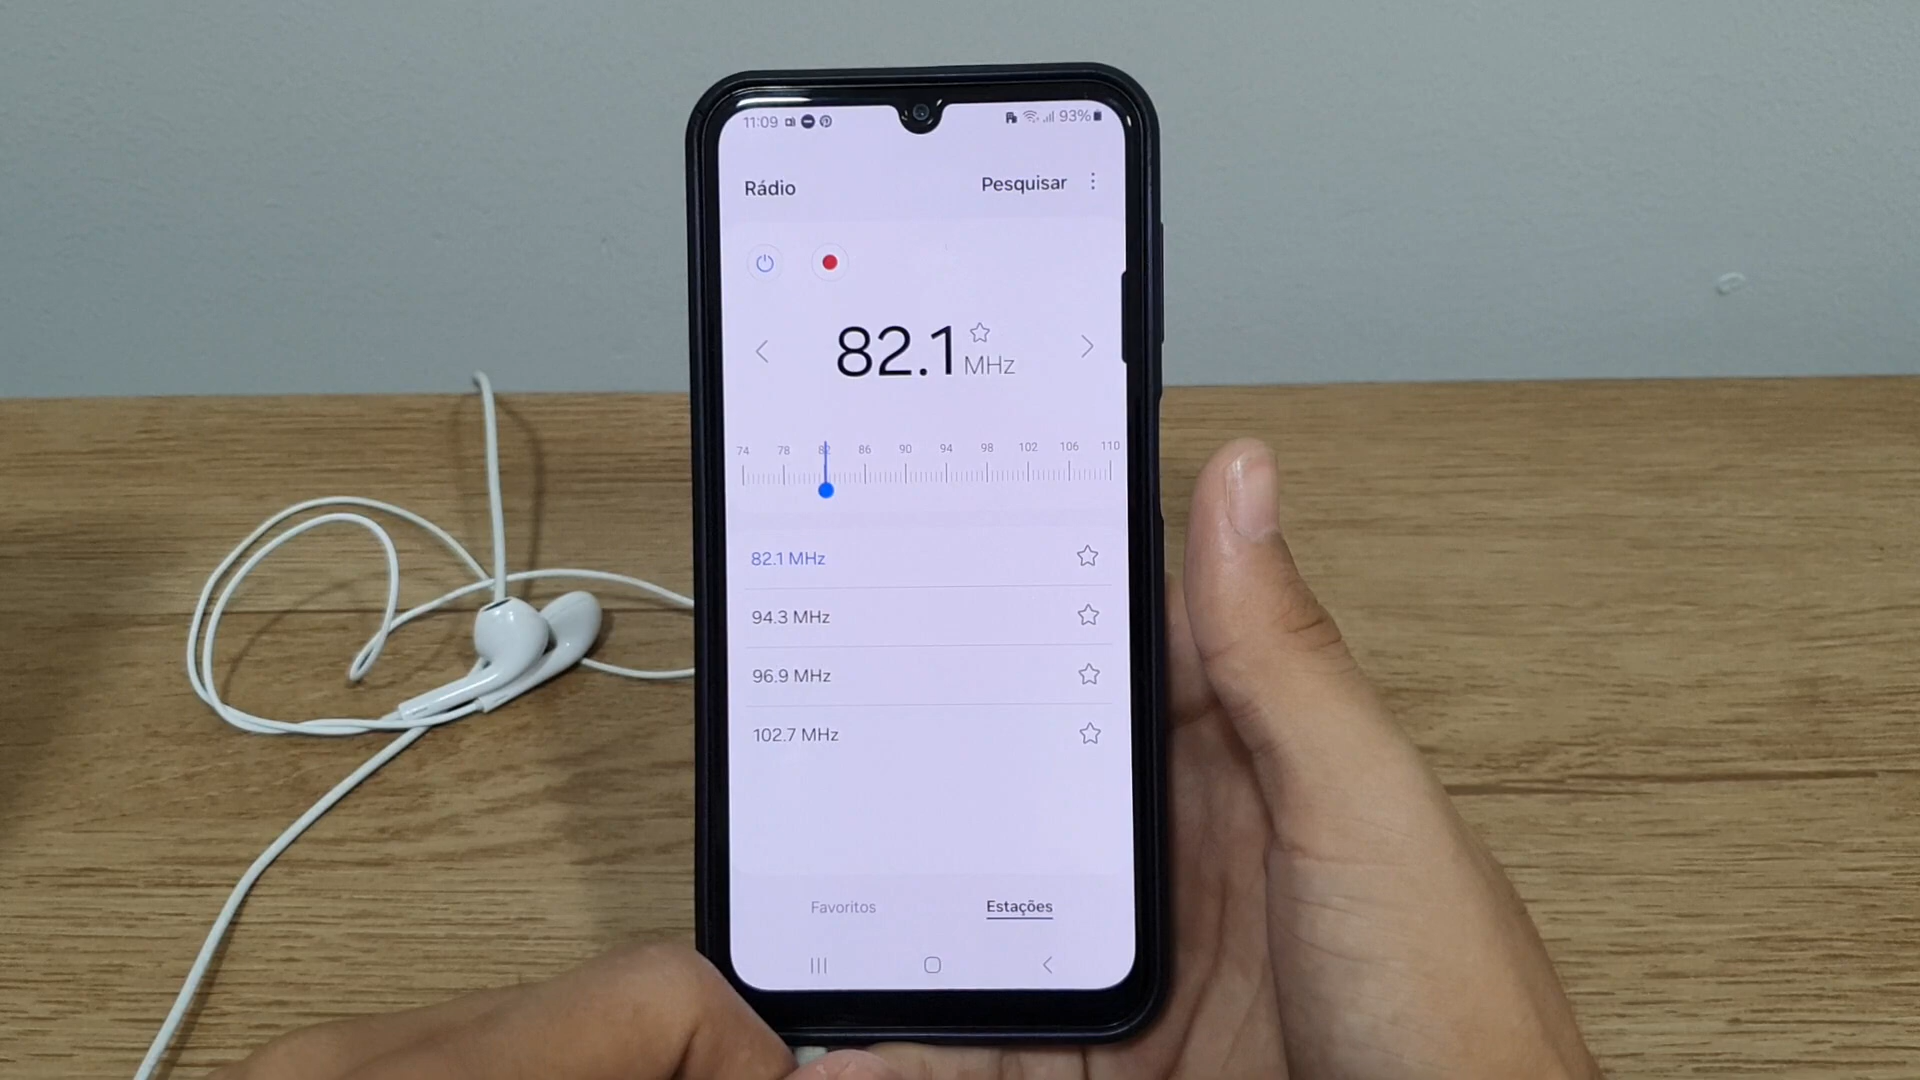 11:09 93%
Rádio Pesquisar
82.1 MHz
74 78 82 86 90 94 98 102 106 110
82.1 MHz
94.3 MHz
96.9 MHz
102.7 MHz
Favoritos Estações